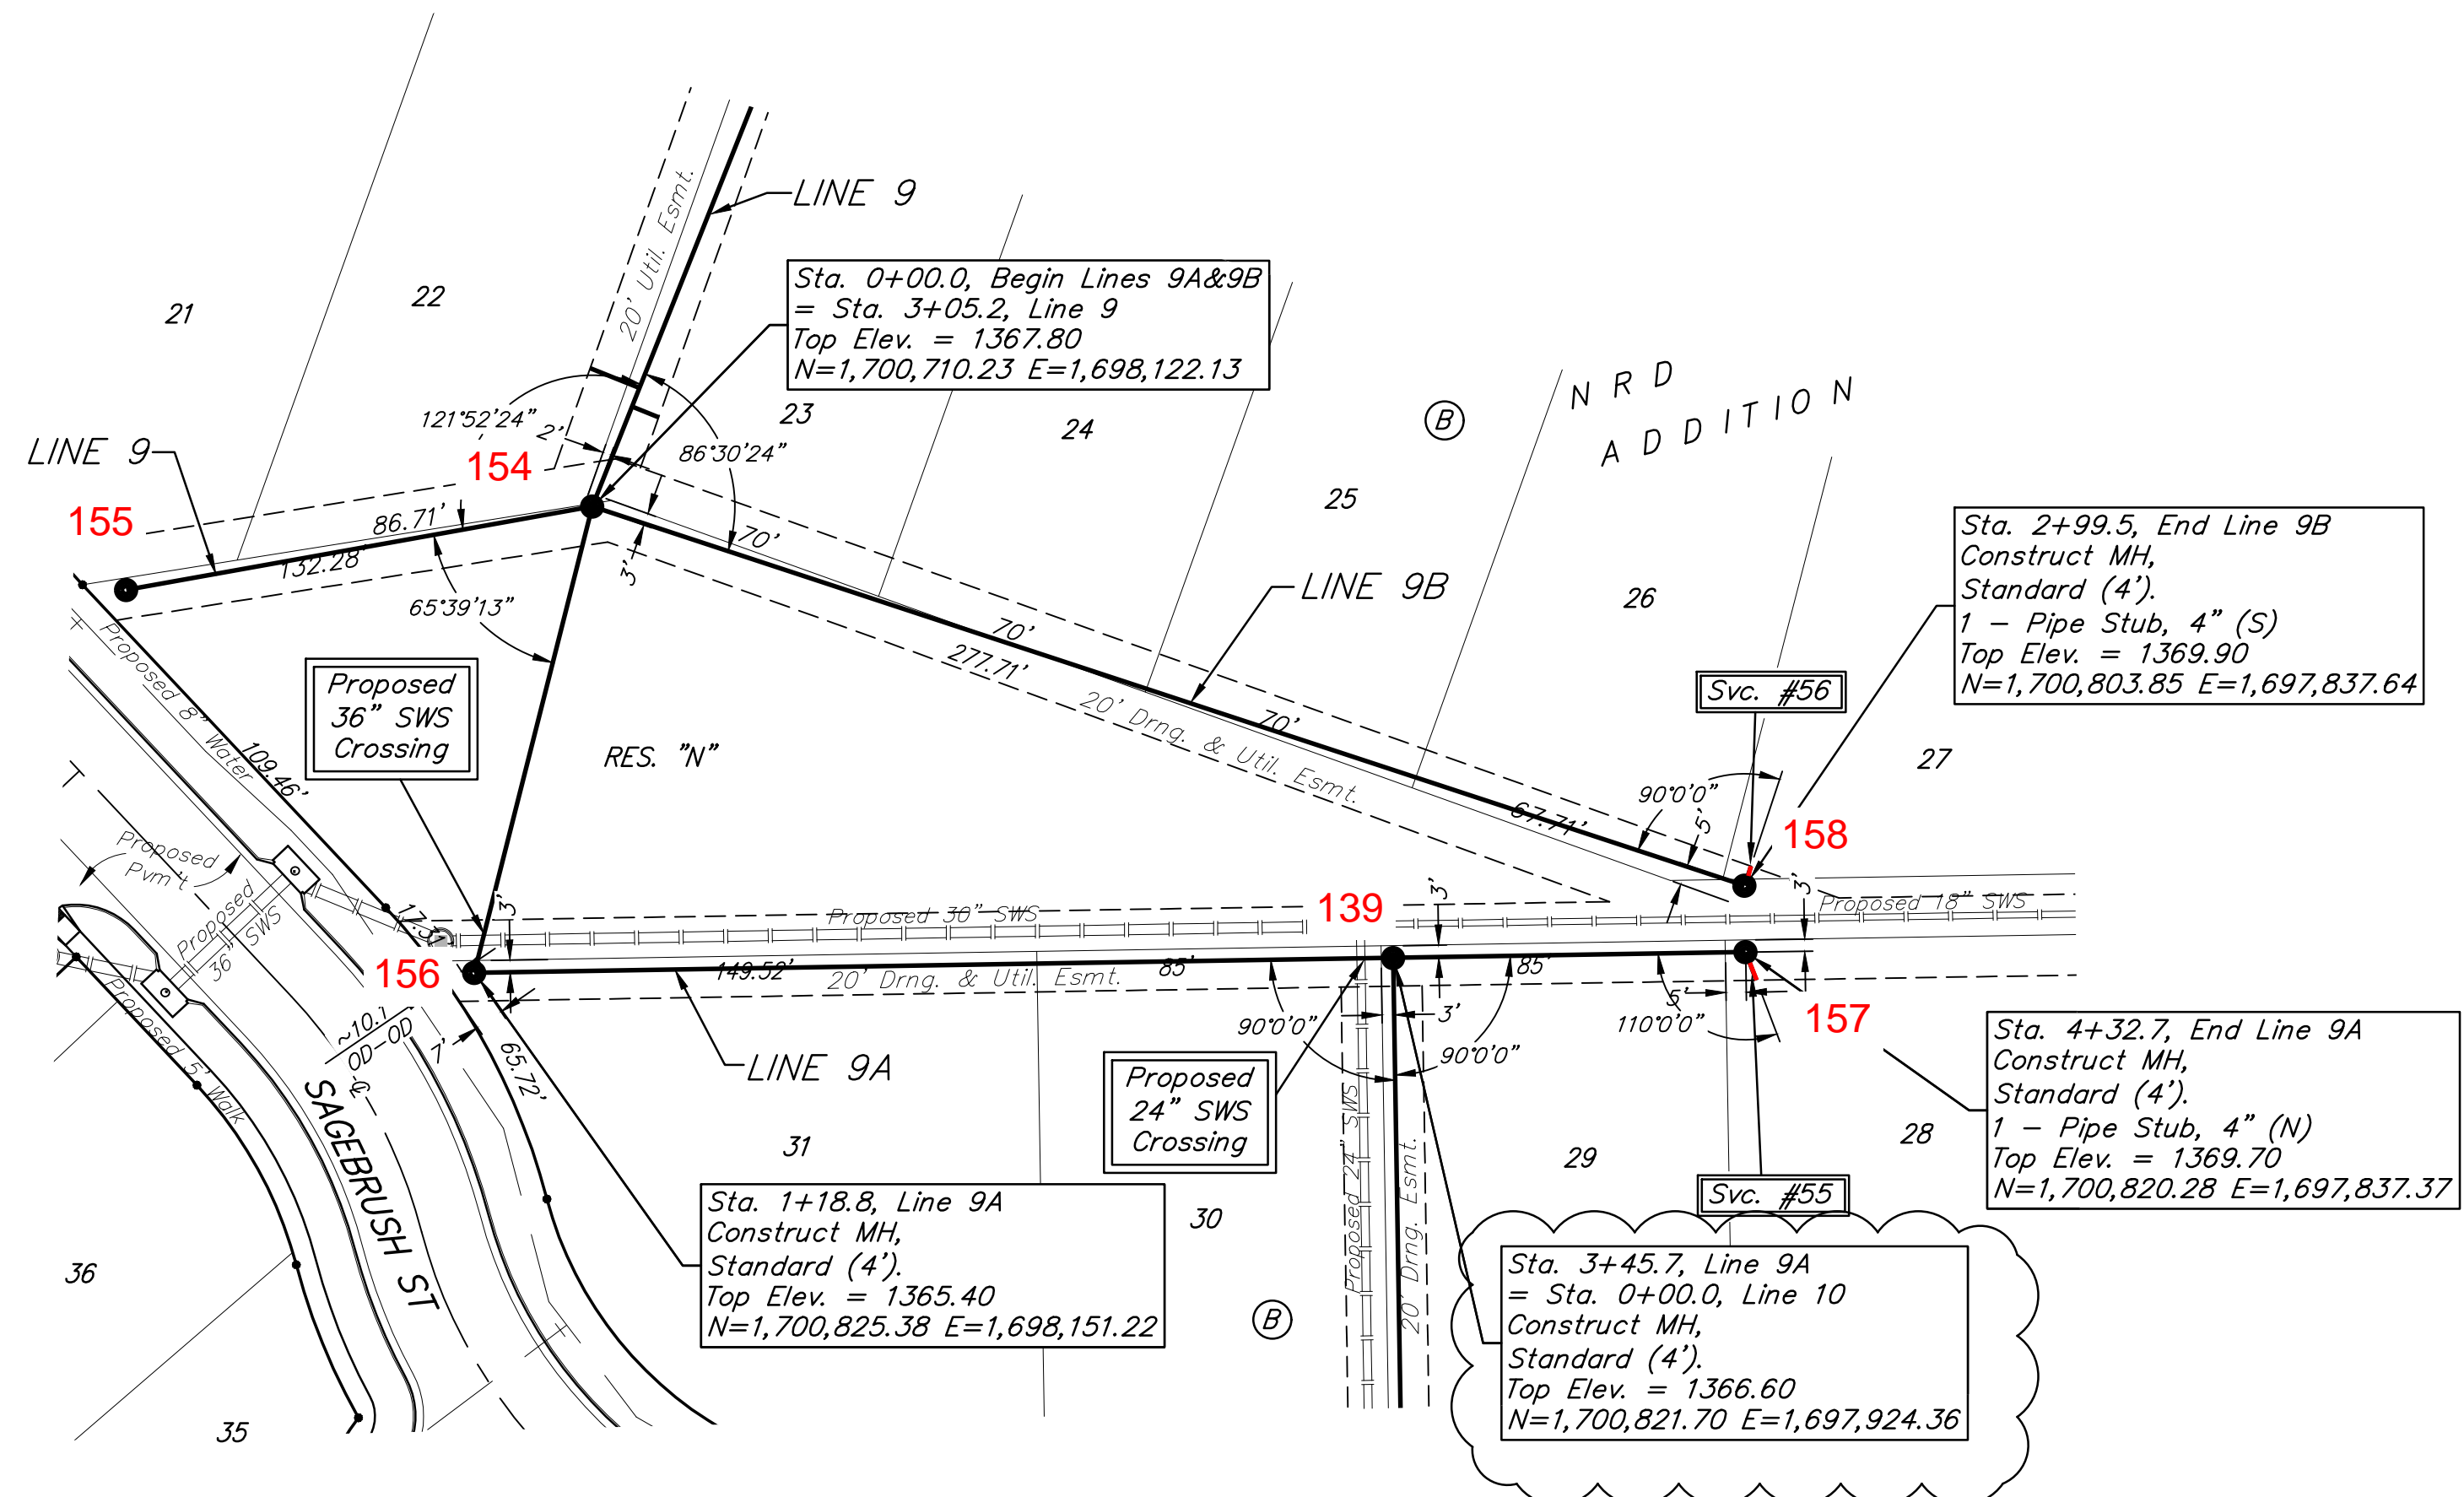 LINE 9
20' Util. Esmt.
Sta. 0+00.0, Begin Lines 9A&9B
= Sta. 3+05.2, Line 9
Top Elev. = 1367.80
N=1,700,710.23 E=1,698,122.13
21
22
23
24
B
N R D
A D D I T I O N
121°52'24"
2'
86°30'24"
LINE 9
154
155
86.71'
132.28'
65°39'13"
3'
70'
25
26
LINE 9B
70'
277.71'
20' Drng. & Util. Esmt.
70'
67.71'
Sta. 2+99.5, End Line 9B
Construct MH,
Standard (4').
1 - Pipe Stub, 4" (S)
Top Elev. = 1369.90
N=1,700,803.85 E=1,697,837.64
Svc. #56
27
90°0'0"
5'
158
Proposed 8" Water
109.46'
Proposed
36" SWS
Crossing
RES. "N"
Proposed
Pvm't
Proposed
36" SWS
17.5'
3'
Proposed 30" SWS
139
3'
3'
Proposed 18" SWS
156
149.52'
20' Drng. & Util. Esmt.
85'
85'
5'
157
90°0'0"
3'
90°0'0"
110°0'0"
Proposed 5' Walk
~10.1
OD-OD
7'
65.72'
LINE 9A
SAGEBRUSH ST
Proposed
24" SWS
Crossing
Proposed 24" SWS
20' Drng. Esmt.
Sta. 4+32.7, End Line 9A
Construct MH,
Standard (4').
1 - Pipe Stub, 4" (N)
Top Elev. = 1369.70
N=1,700,820.28 E=1,697,837.37
31
30
29
28
Svc. #55
Sta. 1+18.8, Line 9A
Construct MH,
Standard (4').
Top Elev. = 1365.40
N=1,700,825.38 E=1,698,151.22
B
Sta. 3+45.7, Line 9A
= Sta. 0+00.0, Line 10
Construct MH,
Standard (4').
Top Elev. = 1366.60
N=1,700,821.70 E=1,697,924.36
36
35